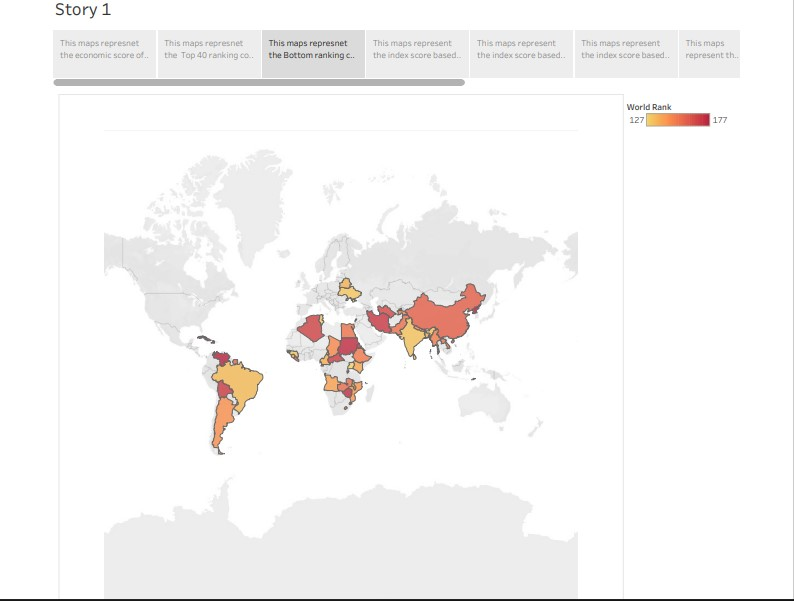 Story 1
This maps represnet
the economic score of..
This maps represnet
the Top 40 ranking co..
This maps represnet
the Bottom ranking c..
This maps represent
the index score based..
This maps represent
the index score based..
This maps represent
the index score based..
This maps
represent th..
World Rank
127
177